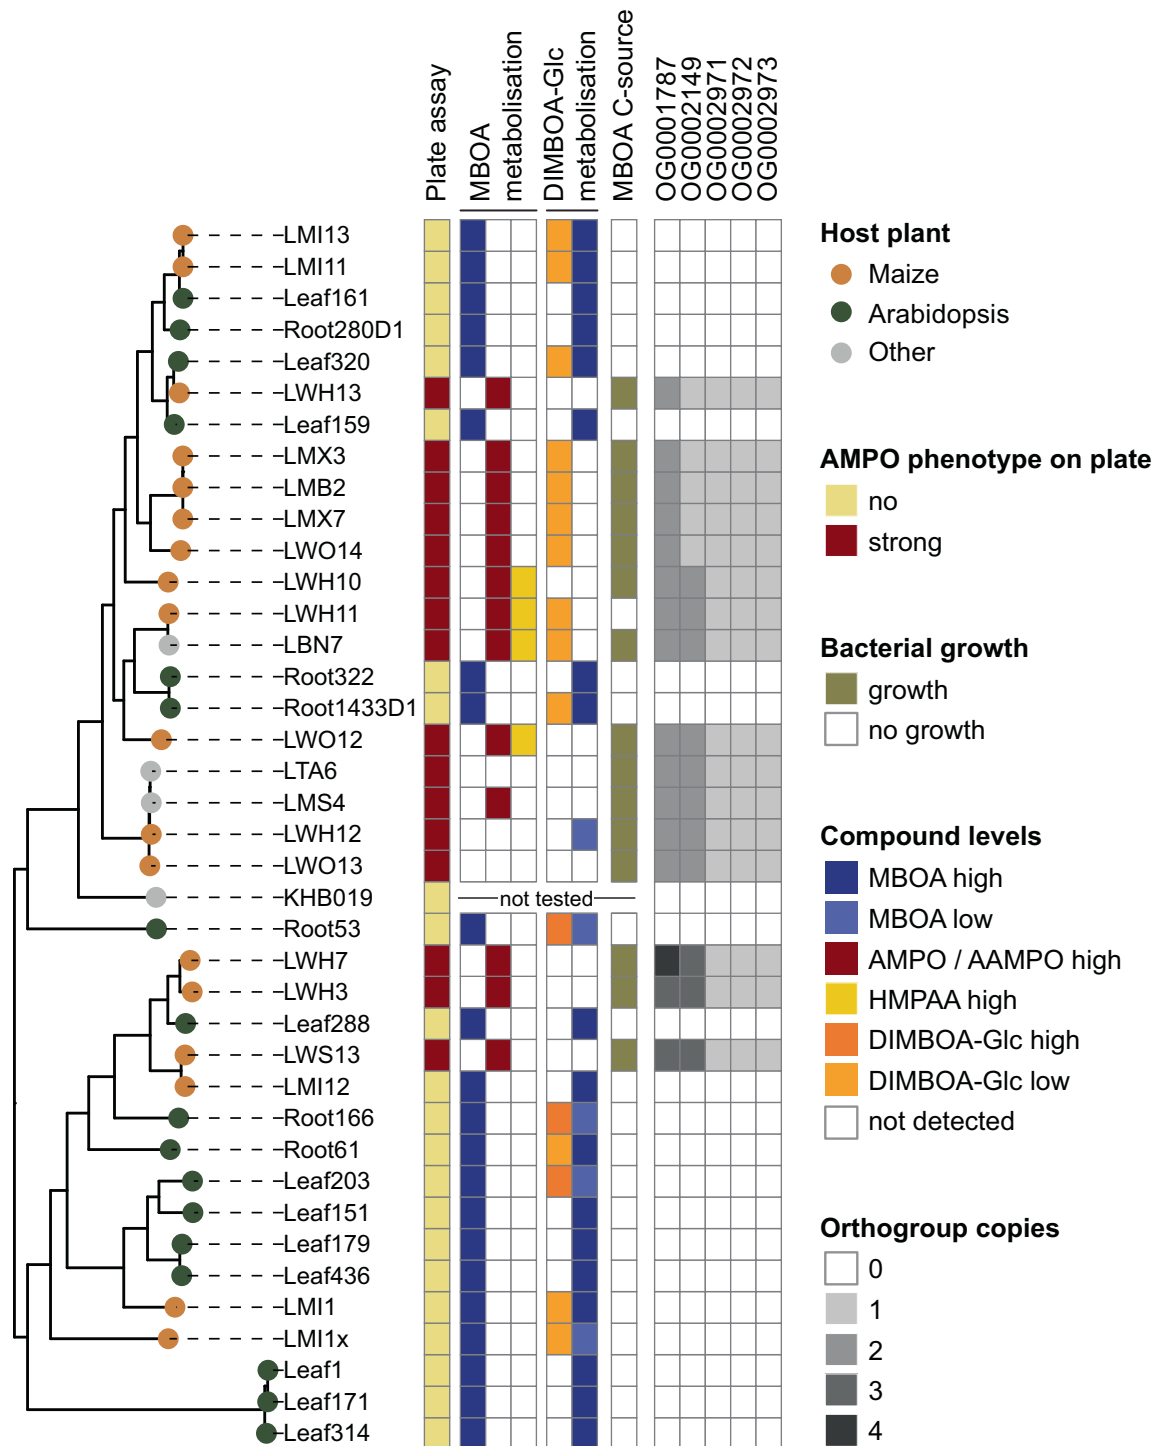 Plate assay
MBOA
metabolisation
DIMBOA-Glc
metabolisation
MBOA C-source
OG0001787
OG0002149
OG0002971
OG0002972
OG0002973
LMI13
LMI11
Leaf161
Root280D1
Leaf320
LWH13
Leaf159
LMX3
LMB2
LMX7
LWO14
LWH10
LWH11
LBN7
Root322
Root1433D1
LWO12
LTA6
LMS4
LWH12
LWO13
KHB019
not tested
Root53
LWH7
LWH3
Leaf288
LWS13
LMI12
Root166
Root61
Leaf203
Leaf151
Leaf179
Leaf436
LMI1
LMI1x
Leaf1
Leaf171
Leaf314
Host plant
Maize
Arabidopsis
Other
AMPO phenotype on plate
no
strong
Bacterial growth
growth
no growth
Compound levels
MBOA high
MBOA low
AMPO / AAMPO high
HMPAA high
DIMBOA-Glc high
DIMBOA-Glc low
not detected
Orthogroup copies
0
1
2
3
4